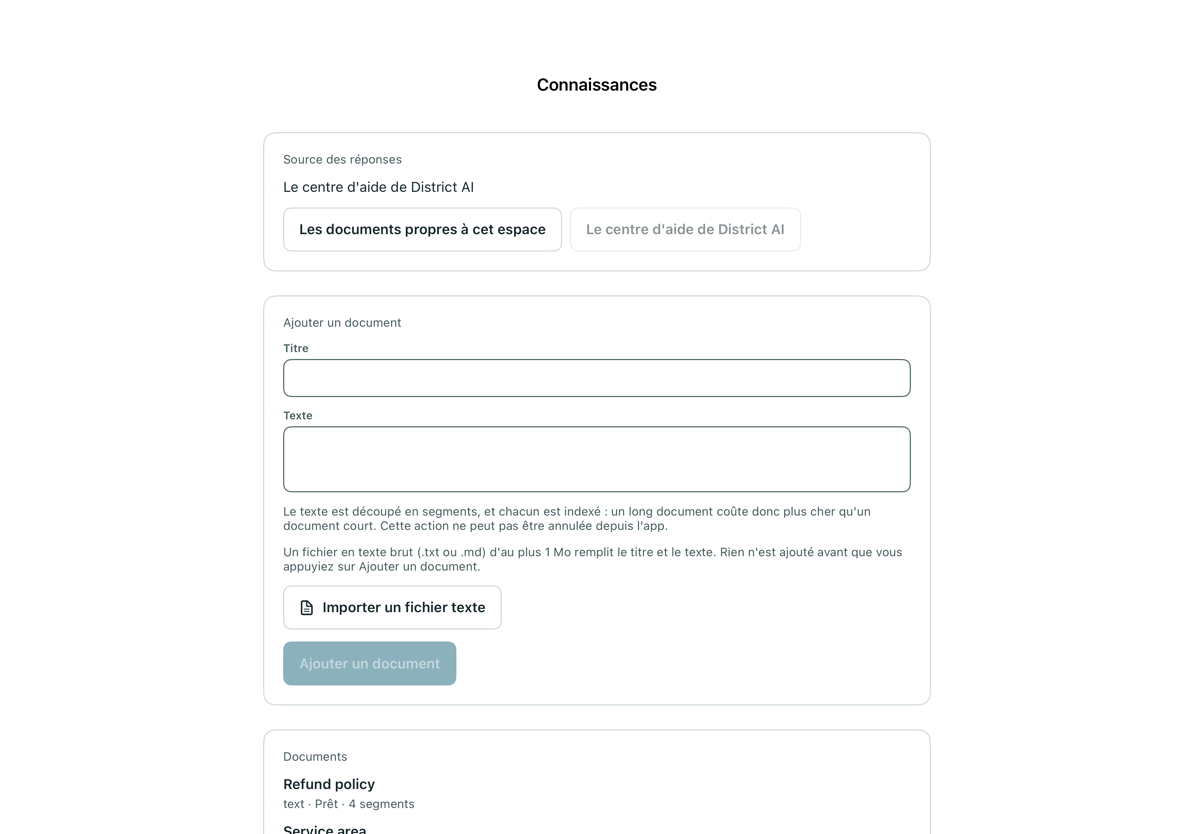 Connaissances
Source des réponses
Le centre d'aide de District AI
Les documents propres à cet espace
Le centre d'aide de District AI
Ajouter un document
Titre
Texte
Le texte est découpé en segments, et chacun est indexé : un long document coûte donc plus cher qu'un
document court. Cette action ne peut pas être annulée depuis l'app.
Un fichier en texte brut (.txt ou .md) d'au plus 1 Mo remplit le titre et le texte. Rien n'est ajouté avant que vous
appuyiez sur Ajouter un document.
Importer un fichier texte
Ajouter un document
Documents
Refund policy
text · Prêt · 4 segments
Service area